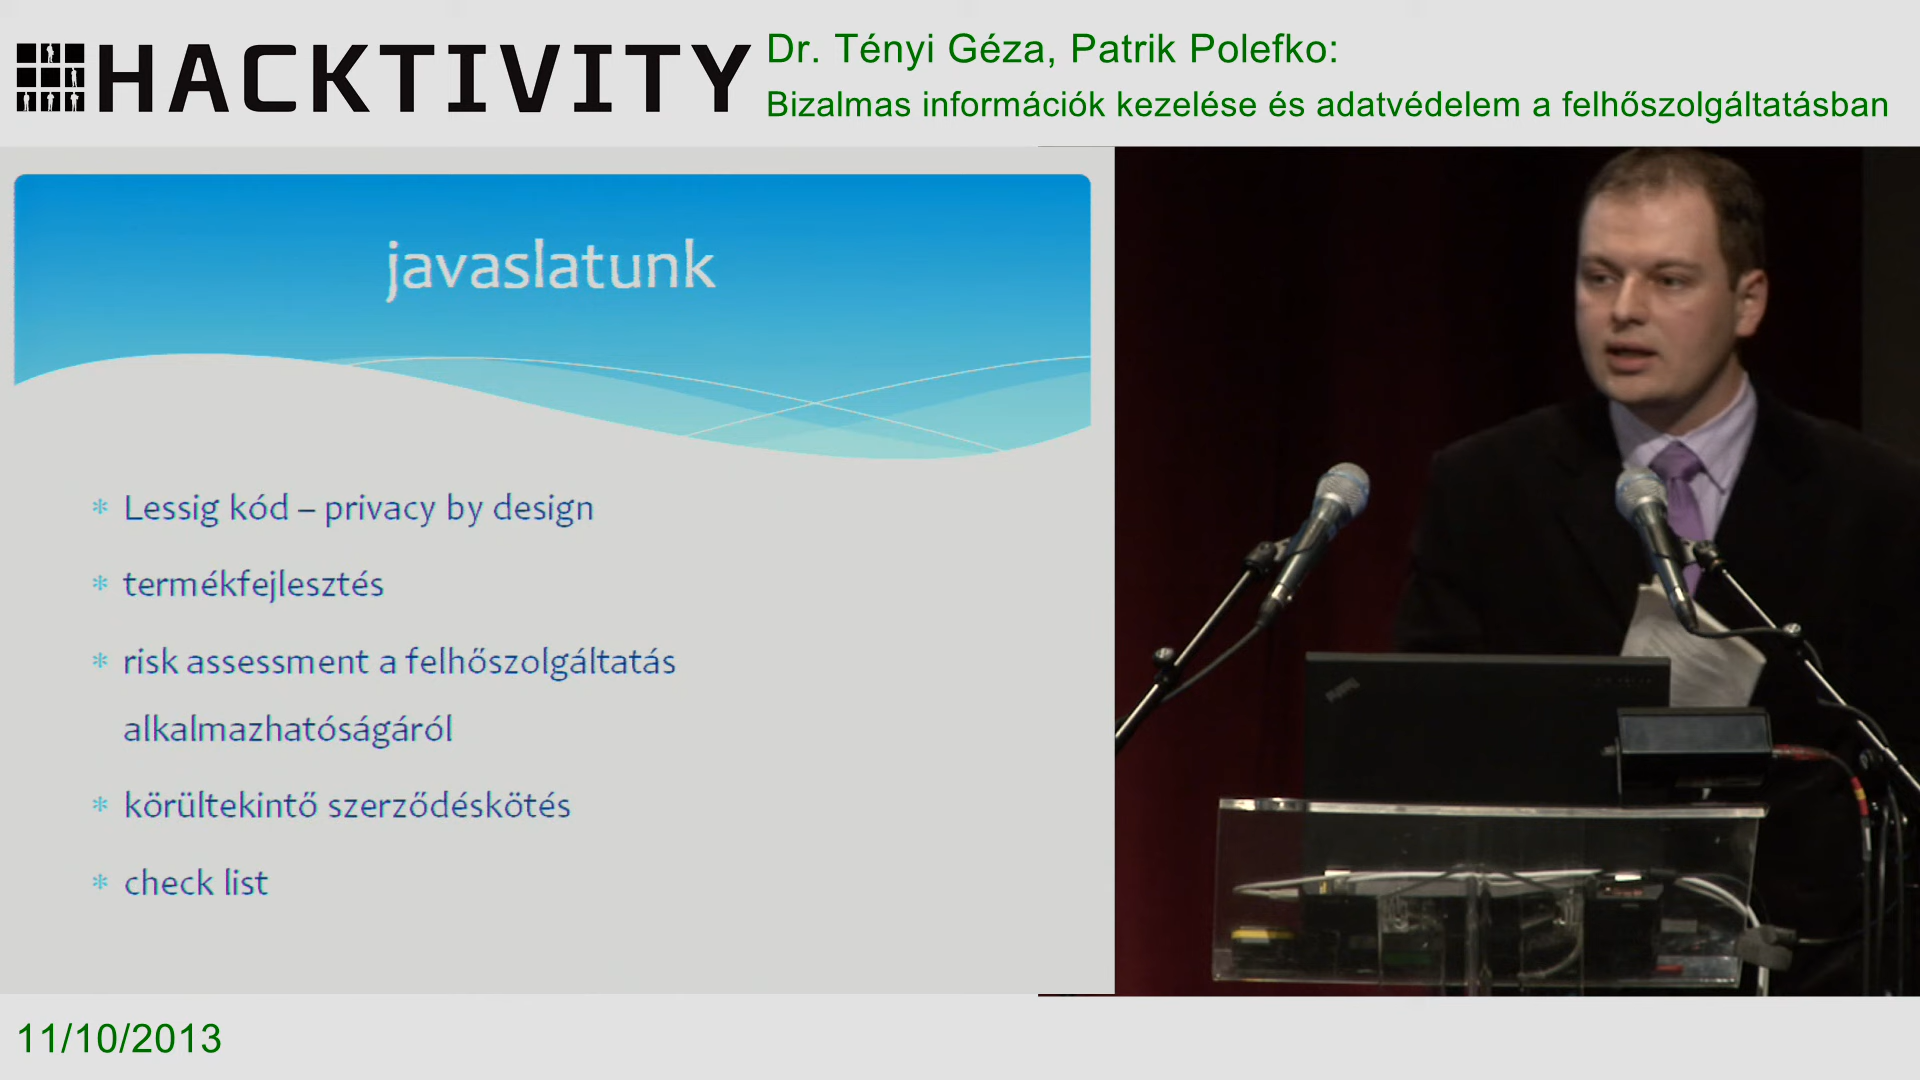 HACKTIVITY
Dr. Tényi Géza, Patrik Polefko:
Bizalmas információk kezelése és adatvédelem a felhőszolgáltatásban
javaslatunk
* Lessig kód – privacy by design
* termékfejlesztés
* risk assessment a felhőszolgáltatás
alkalmazhatóságáról
* körültekintő szerződéskötés
* check list
11/10/2013